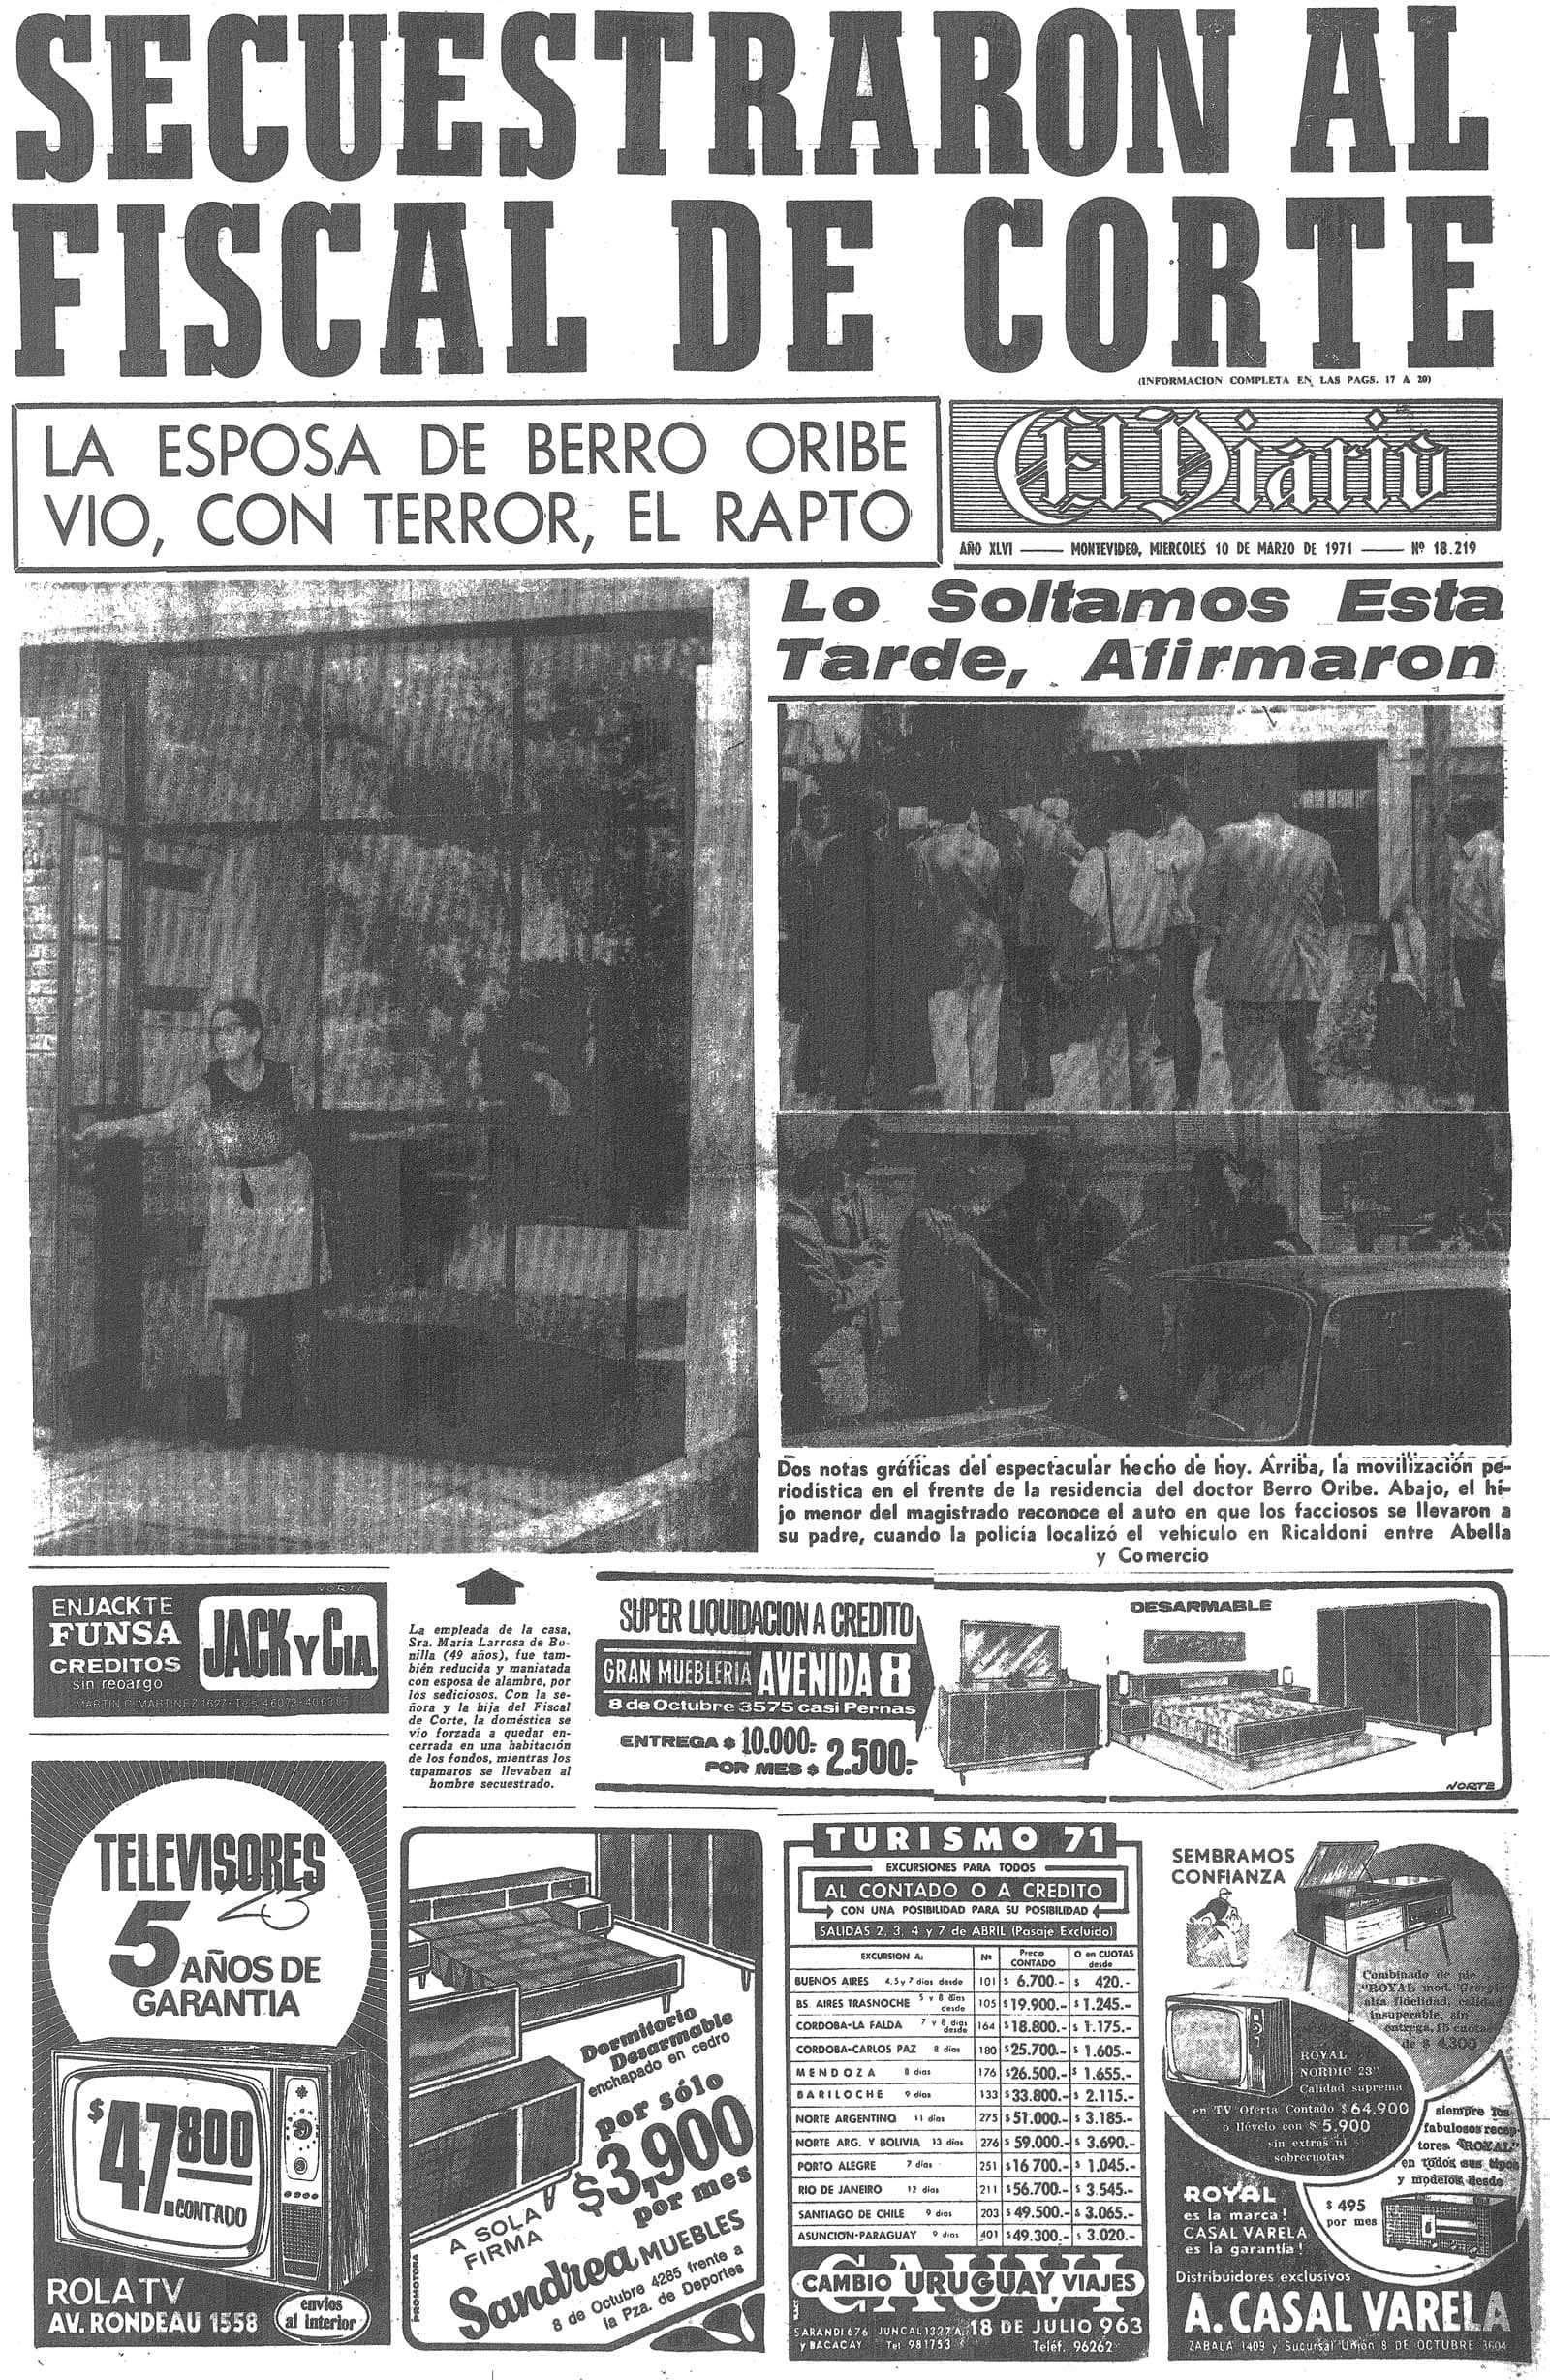 SECUESTRARON AL
FISCAL DE CORTE
(INFORMACION COMPLETA EN LAS PAGS. 17 A 20)
LA ESPOSA DE BERRO ORIBE
VIO, CON TERROR, EL RAPTO
El Diario
AÑO XLVI — MONTEVIDEO, MIERCOLES 10 DE MARZO DE 1971 — Nº 18.219
Lo Soltamos Esta
Tarde, Afirmaron
Dos notas gráficas del espectacular hecho de hoy. Arriba, la movilización pe-
riodistica en el frente de la residencia del doctor Berro Oribe. Abajo, el hi-
jo menor del magistrado reconoce el auto en que los facciosos se llevaron a
su padre, cuando la policía localizó el vehículo en Ricaldoni entre Abella
y Comercio
NORTE
ENJACKTE
FUNSA
CREDITOS
sin recargo
JACK Y CIA.
MARTIN C. MARTINEZ 1627
La empleada de la casa,
Sra. Maria Larrosa de Bo-
nilla (49 años), fue tam-
bién reducida y maniatada
con esposa de alambre, por
los sediciosos. Con la se-
ñora y la hija del Fiscal
de Corte, la doméstica se
vio forzada a quedar en-
cerrada en una habitación
de los fondos, mientras los
tupamaros se llevaban al
hombre secuestrado.
SUPER LIQUIDACION A CREDITO
GRAN MUEBLERIA AVENIDA 8
8 de Octubre 3575 casi Pernas
ENTREGA $ 10.000.-
POR MES $ 2.500.-
DESARMABLE
NORTE
TELEVISORES
23
5 AÑOS DE
GARANTIA
$ 47.800
CONTADO
ROLA TV
AV. RONDEAU 1558
envíos
al interior
Dormitorio
Desarmable
enchapado en cedro
por sólo
$3,900
por mes
A SOLA
FIRMA
Sandrea MUEBLES
8 de Octubre 4285 frente a
la Pza. de Deportes
PROMOTORA
TURISMO 71
EXCURSIONES PARA TODOS
AL CONTADO O A CREDITO
CON UNA POSIBILIDAD PARA SU POSIBILIDAD
SALIDAS 2, 3, 4 y 7 de ABRIL (Pasaje Excluido)
EXCURSION A: Nº Precio CONTADO O en CUOTAS desde
BUENOS AIRES 4, 5 y 7 días desde 101 $ 6.700.- $ 420.-
BS. AIRES TRASNOCHE 5 y 8 días desde 105 $ 19.900.- $ 1.245.-
CORDOBA-LA FALDA 7 y 8 días desde 164 $ 18.800.- $ 1.175.-
CORDOBA-CARLOS PAZ 8 días 180 $ 25.700.- $ 1.605.-
MENDOZA 8 días 176 $ 26.500.- $ 1.655.-
BARILOCHE 9 días 133 $ 33.800.- $ 2.115.-
NORTE ARGENTINO 11 días 275 $ 51.000.- $ 3.185.-
NORTE ARG. Y BOLIVIA 13 días 276 $ 59.000.- $ 3.690.-
PORTO ALEGRE 7 días 251 $ 16 700.- $ 1.045.-
RIO DE JANEIRO 12 días 211 $ 56.700.- $ 3.545.-
SANTIAGO DE CHILE 9 días 203 $ 49.500.- $ 3.065.-
ASUNCION-PARAGUAY 9 días 401 $ 49.300.- $ 3.020.-
CAUVI
CAMBIO URUGUAY VIAJES
SARANDI 676 JUNCAL 1327 A. 18 DE JULIO 963
y BACACAY Tel 981753 Teléf. 96262
SEMBRAMOS
CONFIANZA
Combinado de pie
"ROYAL mod.
alta fidelidad, calidad
insuperable, sin
entrega, 15 cuotas
de $ 4.300
ROYAL
NORDIC 23"
Calidad suprema
en TV Oferta Contado $ 64.900
o llévelo con $ 5.900
sin extras ni
sobrecuotas
siempre los
fabulosos recep-
tores "ROYAL"
en todos sus tipos
y modelos desde
$ 495
por mes
ROYAL
es la marca!
CASAL VARELA
es la garantía!
Distribuidores exclusivos
A. CASAL VARELA
ZABALA 1409 y Sucursal Unión 8 DE OCTUBRE 3604